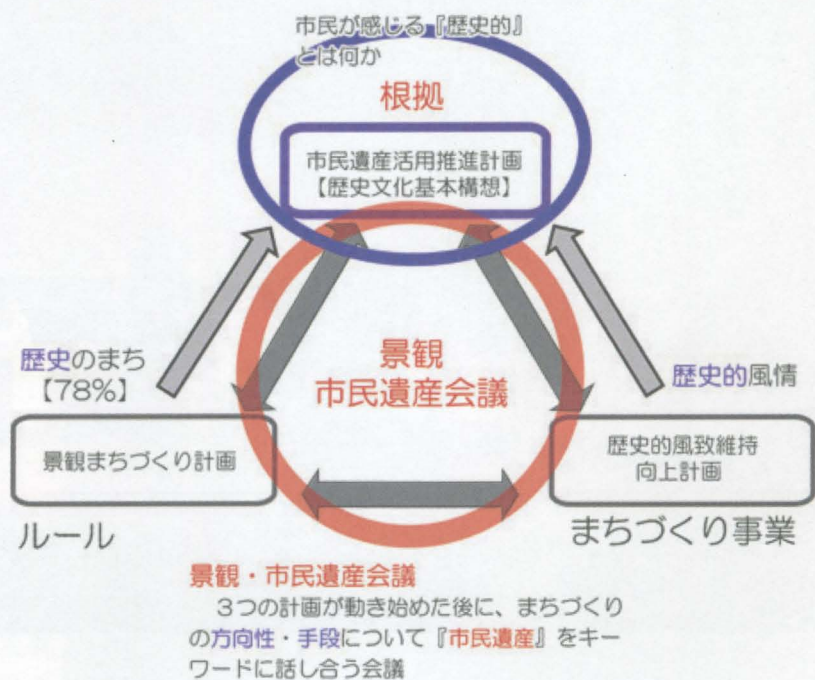 市民が感じる『歴史的』
とは何か
根拠
市民遺産活用推進計画
【歴史文化基本構想】
歴史のまち
【78%】
景観
市民遺産会議
歴史的風情
景観まちづくり計画
歴史的風致維持
向上計画
ルール
まちづくり事業
景観・市民遺産会議
　３つの計画が動き始めた後に、まちづくり
の方向性・手段について『市民遺産』をキー
ワードに話し合う会議